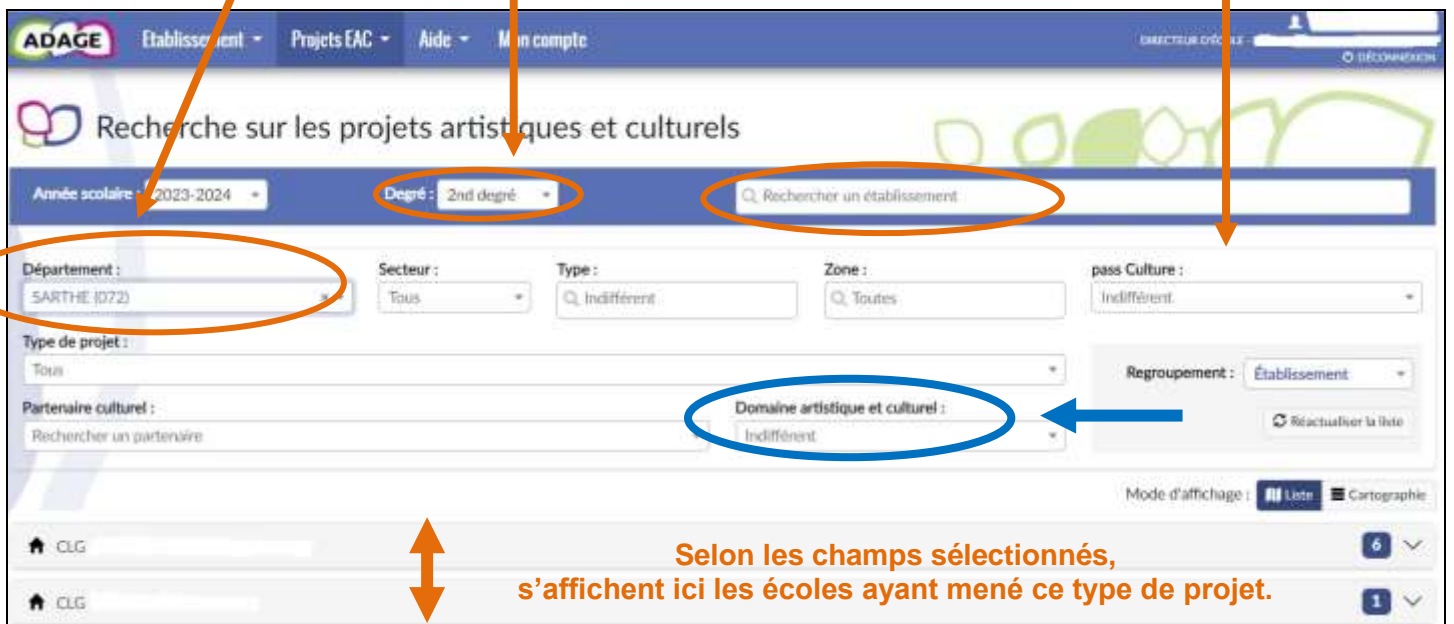 ADAGE Etablissement Projets EAC Aide Mon compte
DIRECTEUR D'ÉCOLE
DÉCONNEXION
Recherche sur les projets artistiques et culturels
Année scolaire : 2023-2024 Degré : 2nd degré Rechercher un établissement
Département : Secteur : Type : Zone : pass Culture :
SARTHE (072) Tous Indifférent Toutes Indifférent
Type de projet :
Tous
Regroupement : Établissement
Partenaire culturel : Domaine artistique et culturel :
Rechercher un partenaire Indifférent
Réactualiser la liste
Mode d'affichage : Liste Cartographie
CLG 6
Selon les champs sélectionnés,
s'affichent ici les écoles ayant mené ce type de projet.
CLG 1